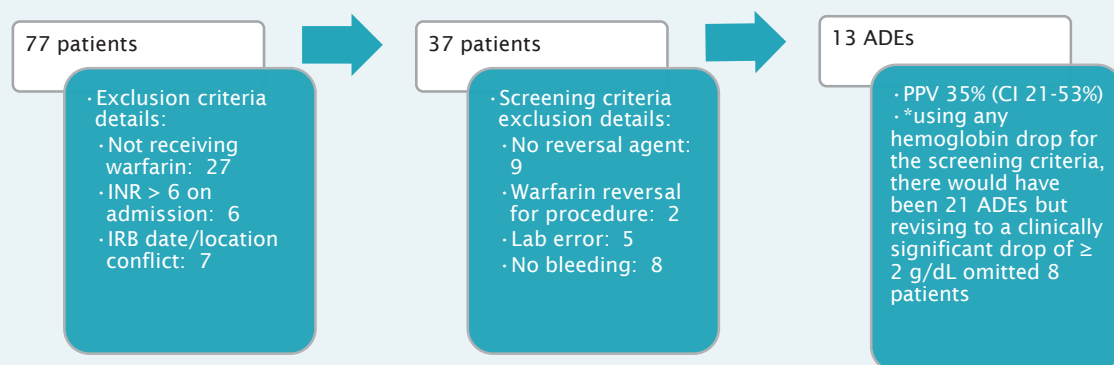 77 patients
· Exclusion criteria
details:
· Not receiving
warfarin: 27
· INR > 6 on
admission: 6
· IRB date/location
conflict: 7
37 patients
· Screening criteria
exclusion details:
· No reversal agent:
9
· Warfarin reversal
for procedure: 2
· Lab error: 5
· No bleeding: 8
13 ADEs
· PPV 35% (CI 21-53%)
· *using any
hemoglobin drop for
the screening criteria,
there would have
been 21 ADEs but
revising to a clinically
significant drop of ≥
2 g/dL omitted 8
patients